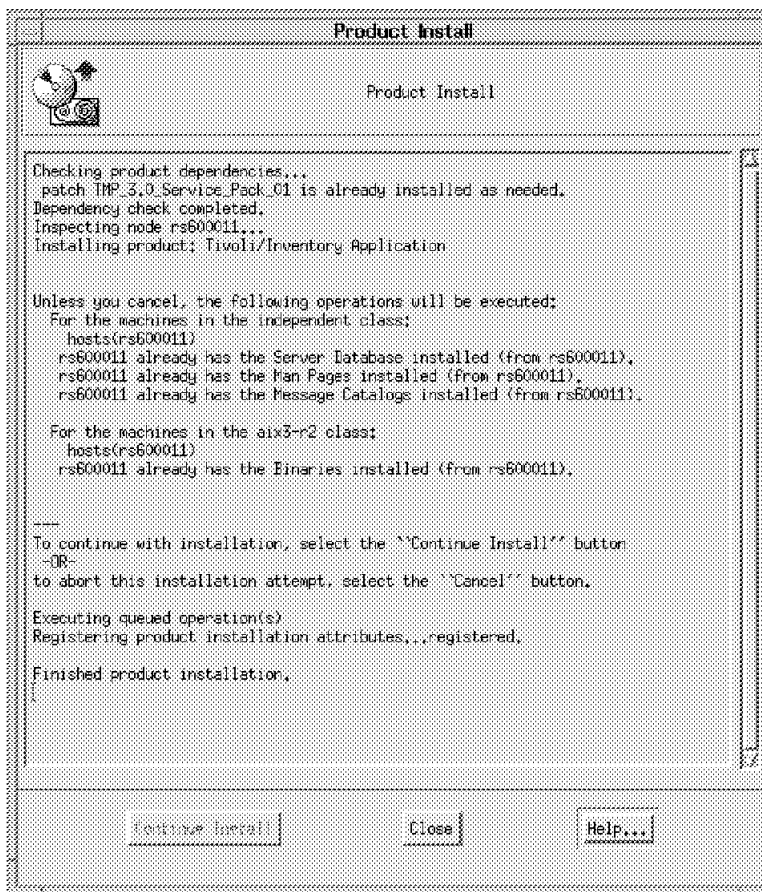 Product Install
Product Install
Checking product dependencies...
patch TMP_3.0_Service_Pack_01 is already installed as needed.
Dependency check completed.
Inspecting node rs600011...
Installing product: Tivoli/Inventory Application
Unless you cancel, the following operations will be executed:
For the machines in the independent class:
hosts(rs600011)
rs600011 already has the Server Database installed (from rs600011).
rs600011 already has the Man Pages installed (from rs600011).
rs600011 already has the Message Catalogs installed (from rs600011).
For the machines in the aix3-r2 class:
hosts(rs600011)
rs600011 already has the Binaries installed (from rs600011).
---
To continue with installation, select the ``Continue Install´´ button
-OR-
to abort this installation attempt, select the ``Cancel´´ button.
Executing queued operation(s)
Registering product installation attributes...registered.
Finished product installation.
Continue Install Close Help...